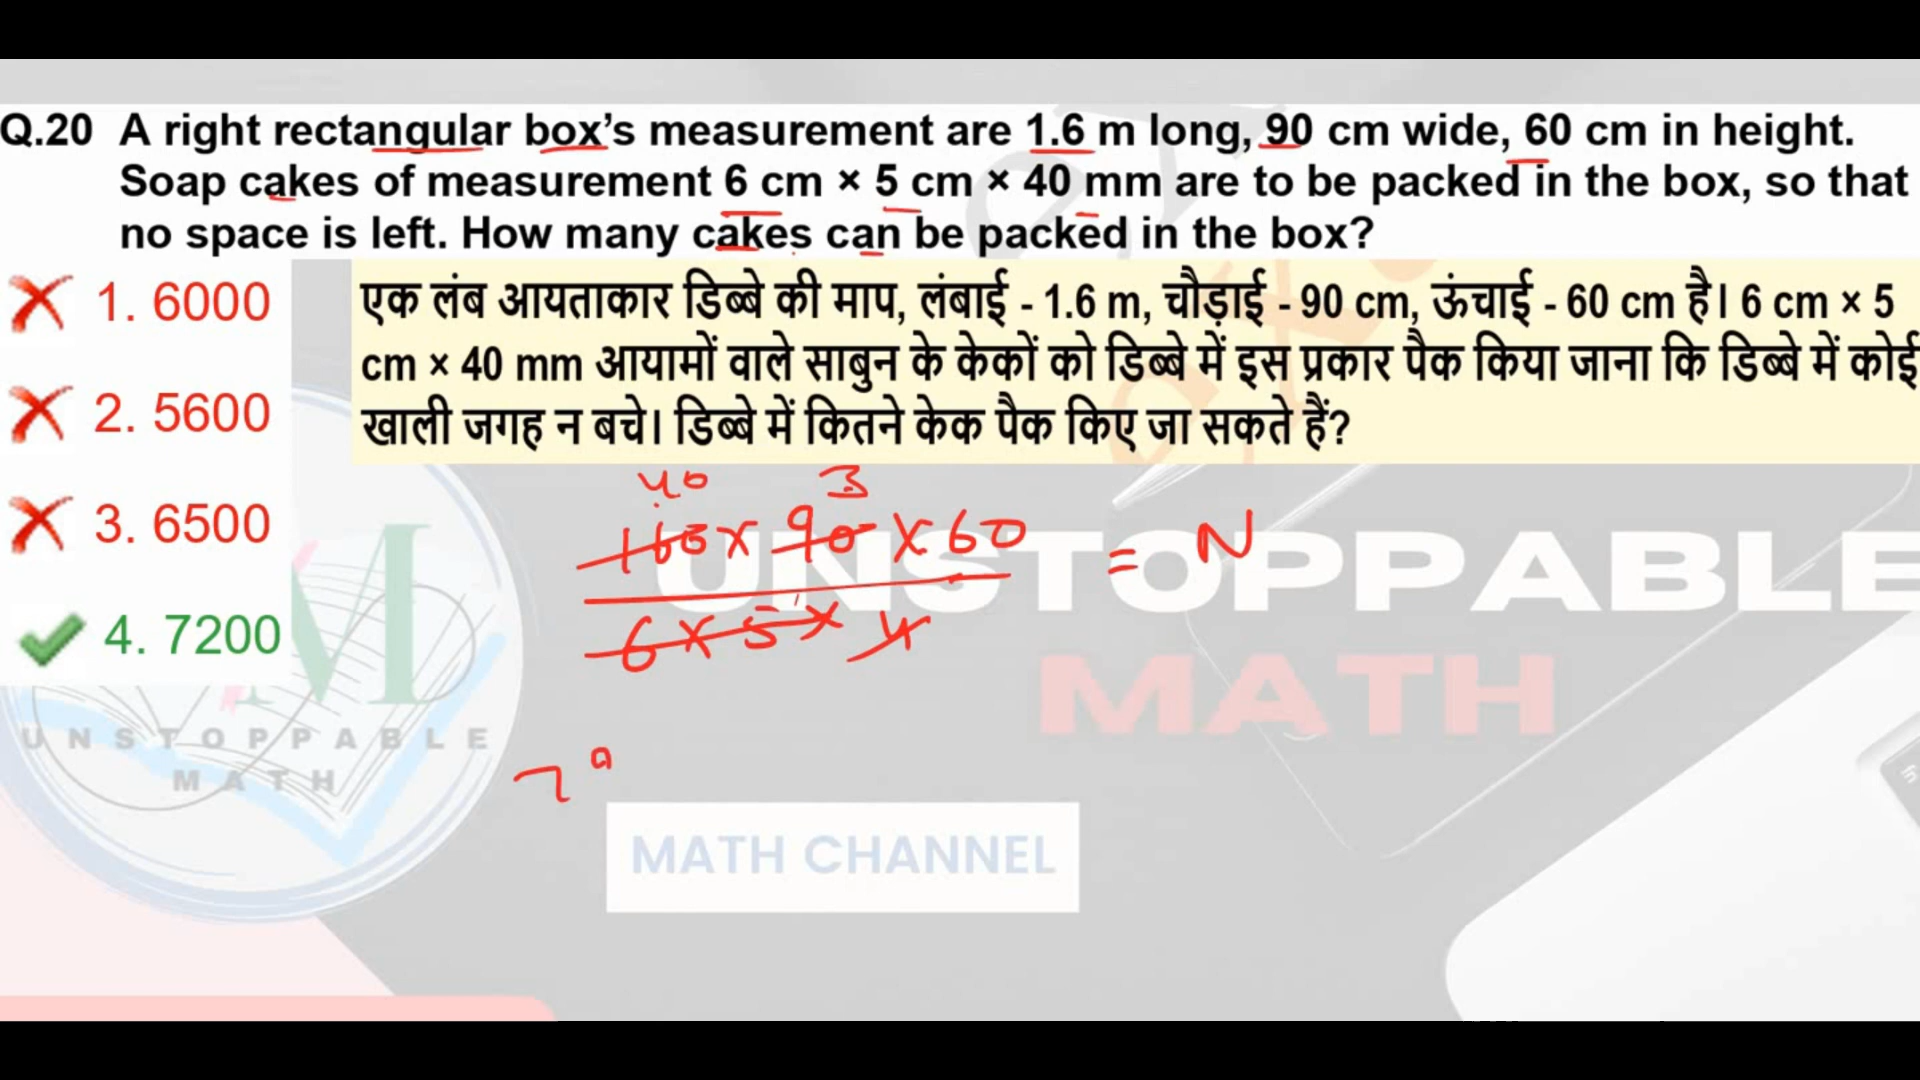 Q.20 A right rectangular box's measurement are 1.6 m long, 90 cm wide, 60 cm in height.
Soap cakes of measurement 6 cm × 5 cm × 40 mm are to be packed in the box, so that
no space is left. How many cakes can be packed in the box?
1. 6000
2. 5600
3. 6500
4. 7200
एक लंब आयताकार डिब्बे की माप, लंबाई - 1.6 m, चौड़ाई - 90 cm, ऊंचाई - 60 cm है। 6 cm × 5
cm × 40 mm आयामों वाले साबुन के केकों को डिब्बे में इस प्रकार पैक किया जाना कि डिब्बे में कोई
खाली जगह न बचे। डिब्बे में कितने केक पैक किए जा सकते हैं?
40 3
160 × 90 × 60 = N
6 × 5 × 4
7
UNSTOPPABLE
MATH
UNSTOPPABLE
MATH
MATH CHANNEL